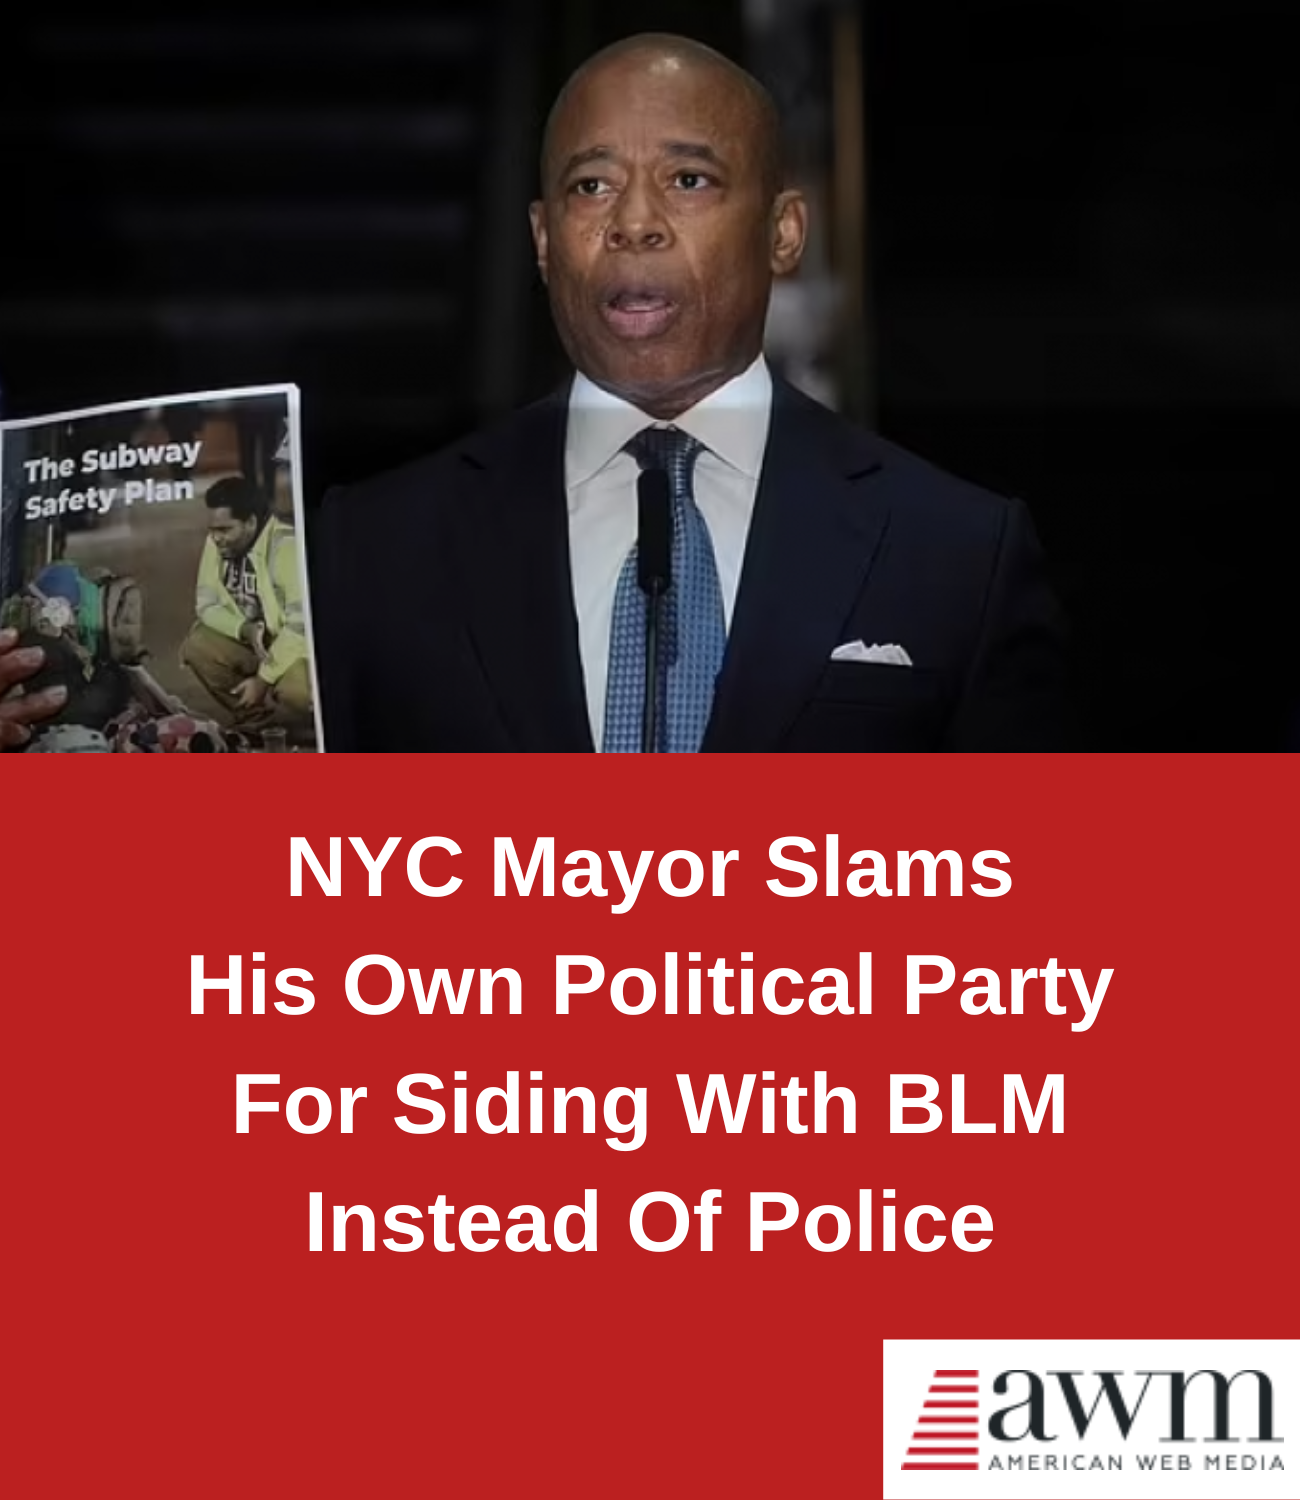 The Subway
Safety Plan
NYC Mayor Slams
His Own Political Party
For Siding With BLM
Instead Of Police
awm
AMERICAN WEB MEDIA